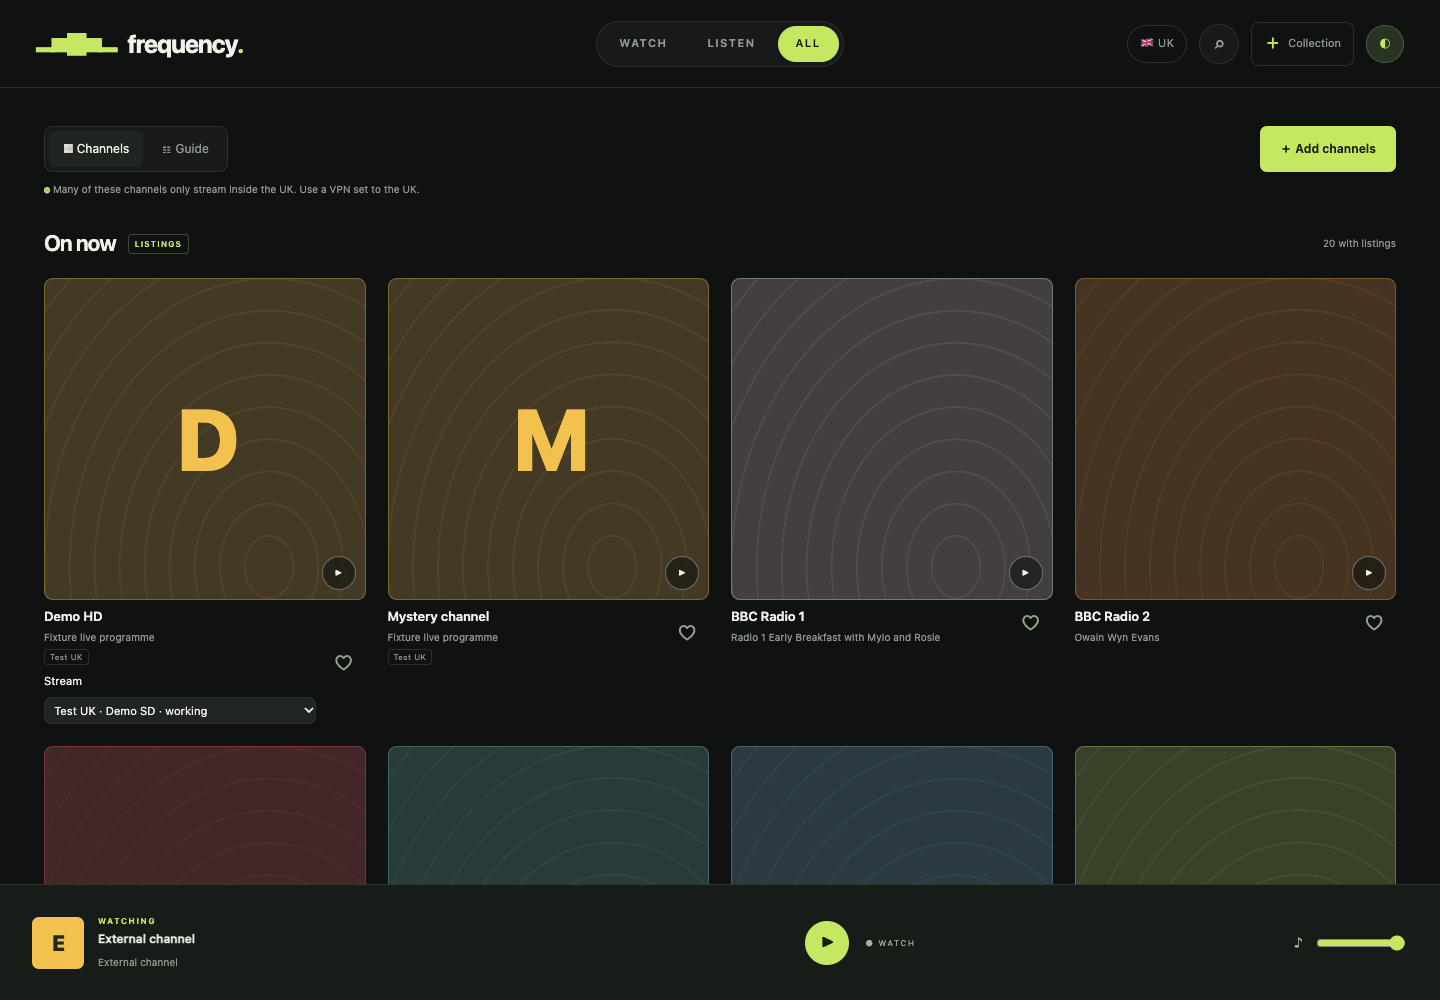 frequency.
WATCH
LISTEN
ALL
UK
+ Collection
Channels
Guide
+ Add channels
Many of these channels only stream inside the UK. Use a VPN set to the UK.
On now
LISTINGS
20 with listings
D
M
Demo HD
Fixture live programme
Test UK
Stream
Test UK · Demo SD · working
Mystery channel
Fixture live programme
Test UK
BBC Radio 1
Radio 1 Early Breakfast with Mylo and Rosie
BBC Radio 2
Owain Wyn Evans
E
WATCHING
External channel
External channel
WATCH